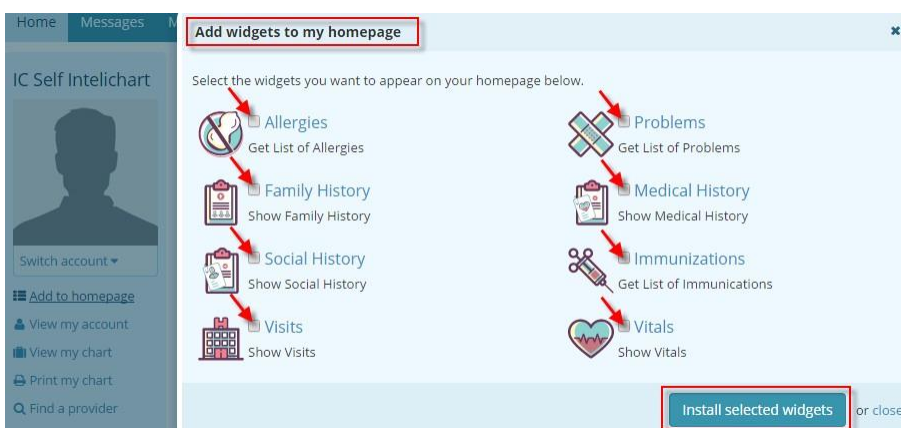 Home Messages M
Add widgets to my homepage
IC Self Intelichart
Select the widgets you want to appear on your homepage below.
Allergies
Get List of Allergies
Problems
Get List of Problems
Family History
Show Family History
Medical History
Show Medical History
Social History
Show Social History
Immunizations
Get List of Immunications
Visits
Show Visits
Vitals
Show Vitals
Switch account
Add to homepage
View my account
View my chart
Print my chart
Find a provider
Install selected widgets or close